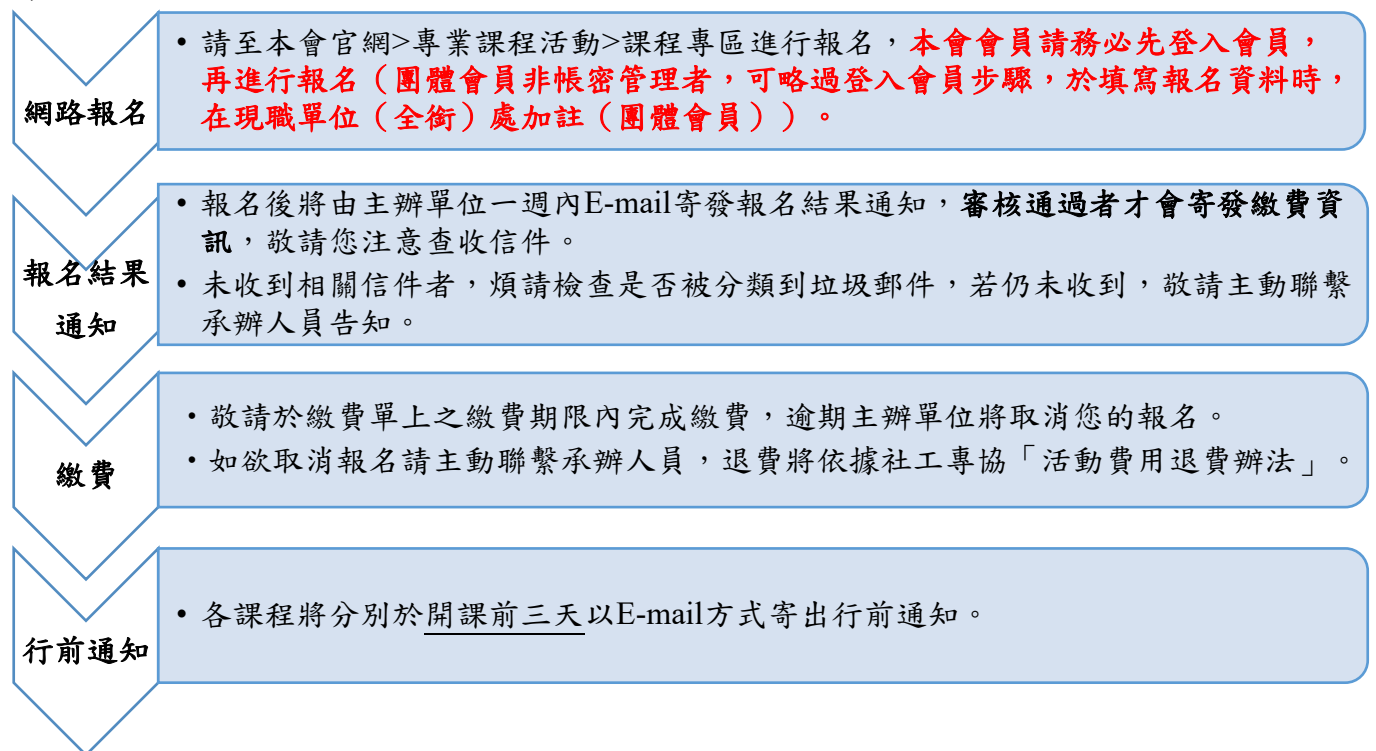 網路報名
• 請至本會官網>專業課程活動>課程專區進行報名，本會會員請務必先登入會員，
再進行報名（團體會員非帳密管理者，可略過登入會員步驟，於填寫報名資料時，
在現職單位（全銜）處加註（團體會員））。
報名結果
通知
• 報名後將由主辦單位一週內E-mail寄發報名結果通知，審核通過者才會寄發繳費資
訊，敬請您注意查收信件。
• 未收到相關信件者，煩請檢查是否被分類到垃圾郵件，若仍未收到，敬請主動聯繫
承辦人員告知。
繳費
• 敬請於繳費單上之繳費期限內完成繳費，逾期主辦單位將取消您的報名。
• 如欲取消報名請主動聯繫承辦人員，退費將依據社工專協「活動費用退費辦法」。
行前通知
• 各課程將分別於開課前三天以E-mail方式寄出行前通知。